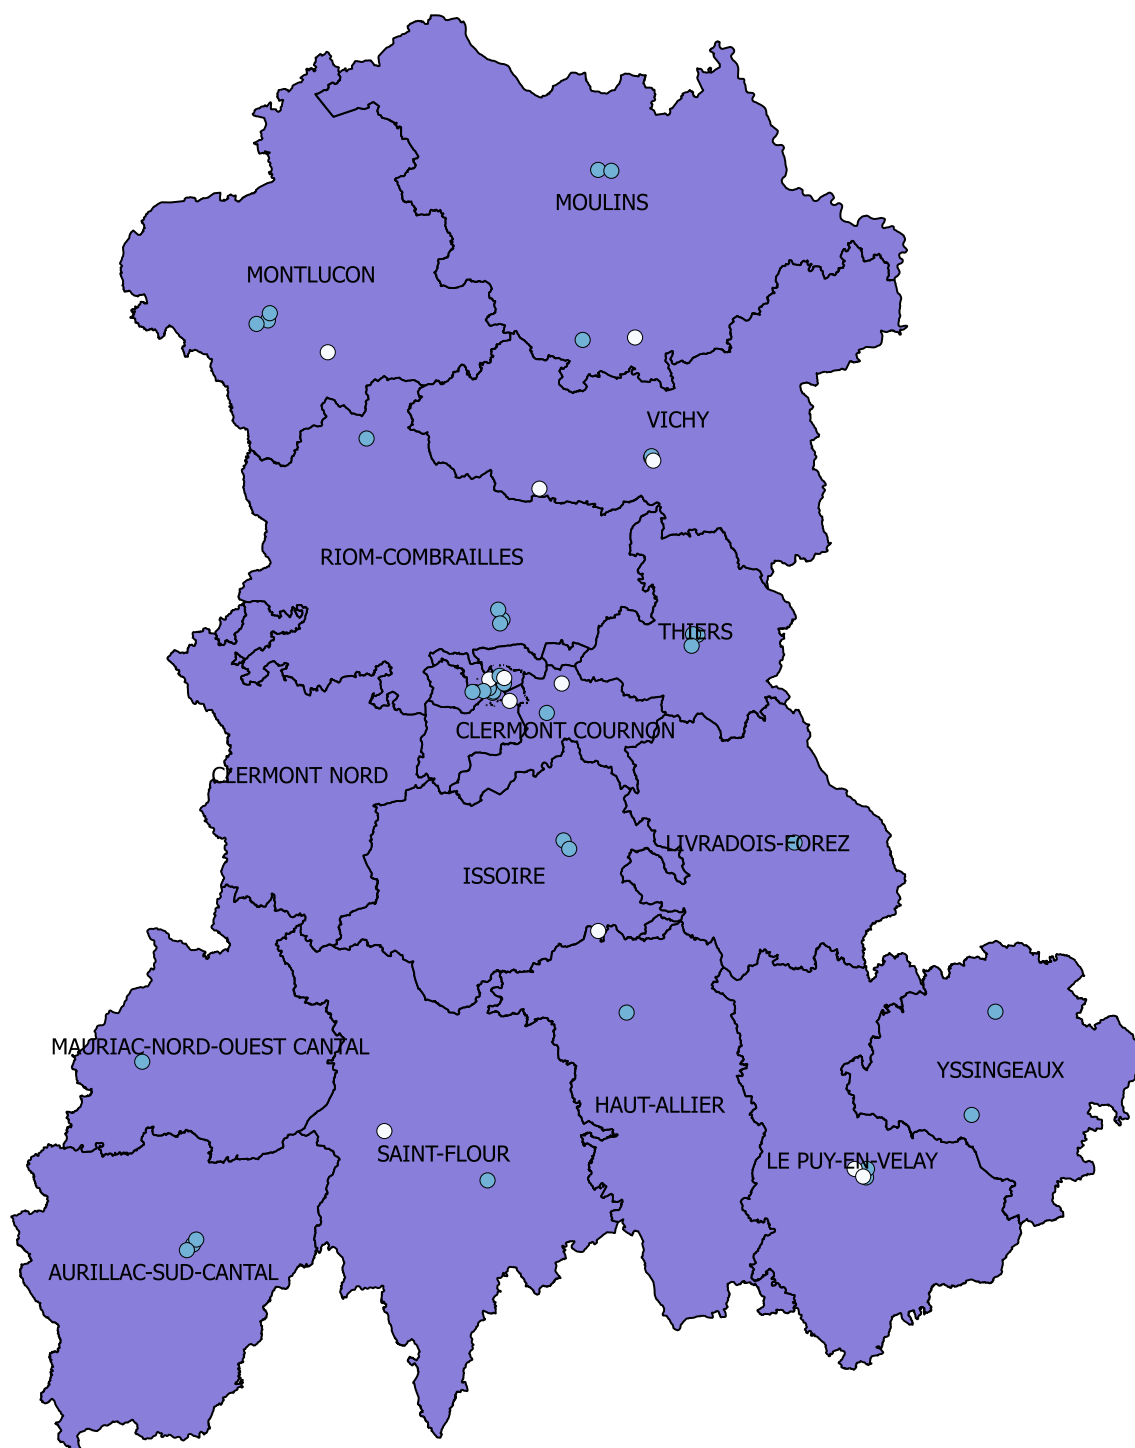 MOULINS
MONTLUCON
VICHY
RIOM-COMBRAILLES
THIERS
CLERMONT COURNON
CLERMONT NORD
LIVRADOIS-FOREZ
ISSOIRE
MAURIAC-NORD-OUEST CANTAL
YSSINGEAUX
HAUT-ALLIER
SAINT-FLOUR
LE PUY-EN-VELAY
AURILLAC-SUD-CANTAL